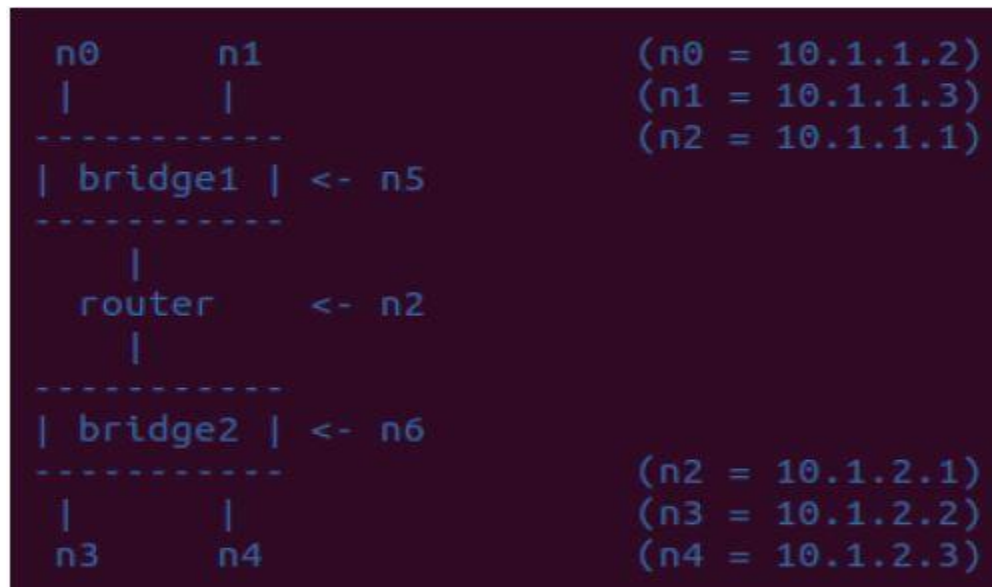 n0      n1                  (n0 = 10.1.1.2)
|       |                   (n1 = 10.1.1.3)
-----------                 (n2 = 10.1.1.1)
| bridge1 | <- n5
-----------
|
router    <- n2
|
-----------
| bridge2 | <- n6
-----------                 (n2 = 10.1.2.1)
|       |                   (n3 = 10.1.2.2)
n3      n4                  (n4 = 10.1.2.3)